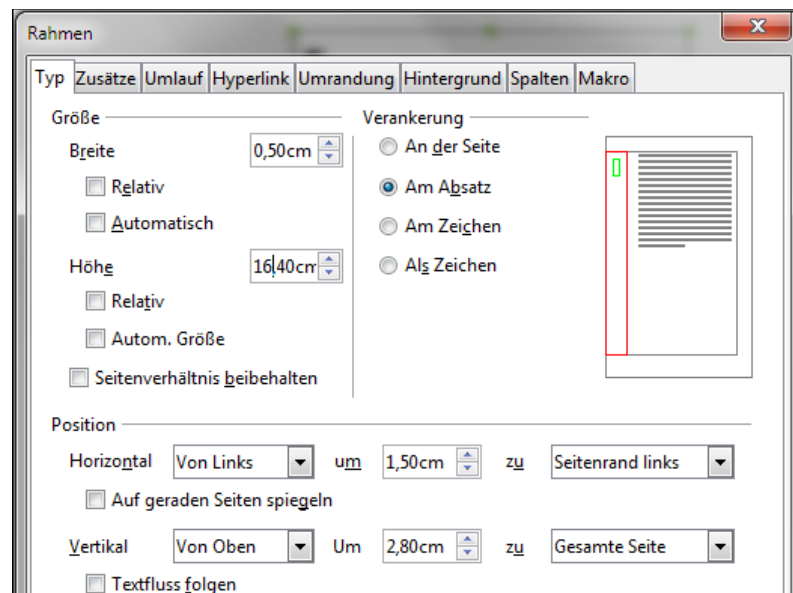 Rahmen
Typ Zusätze Umlauf Hyperlink Umrandung Hintergrund Spalten Makro
Größe
Verankerung
Breite 0,50cm
An der Seite
Relativ
Am Absatz
Automatisch
Am Zeichen
Höhe 16,40cm
Als Zeichen
Relativ
Autom. Größe
Seitenverhältnis beibehalten
Position
Horizontal Von Links um 1,50cm zu Seitenrand links
Auf geraden Seiten spiegeln
Vertikal Von Oben Um 2,80cm zu Gesamte Seite
Textfluss folgen